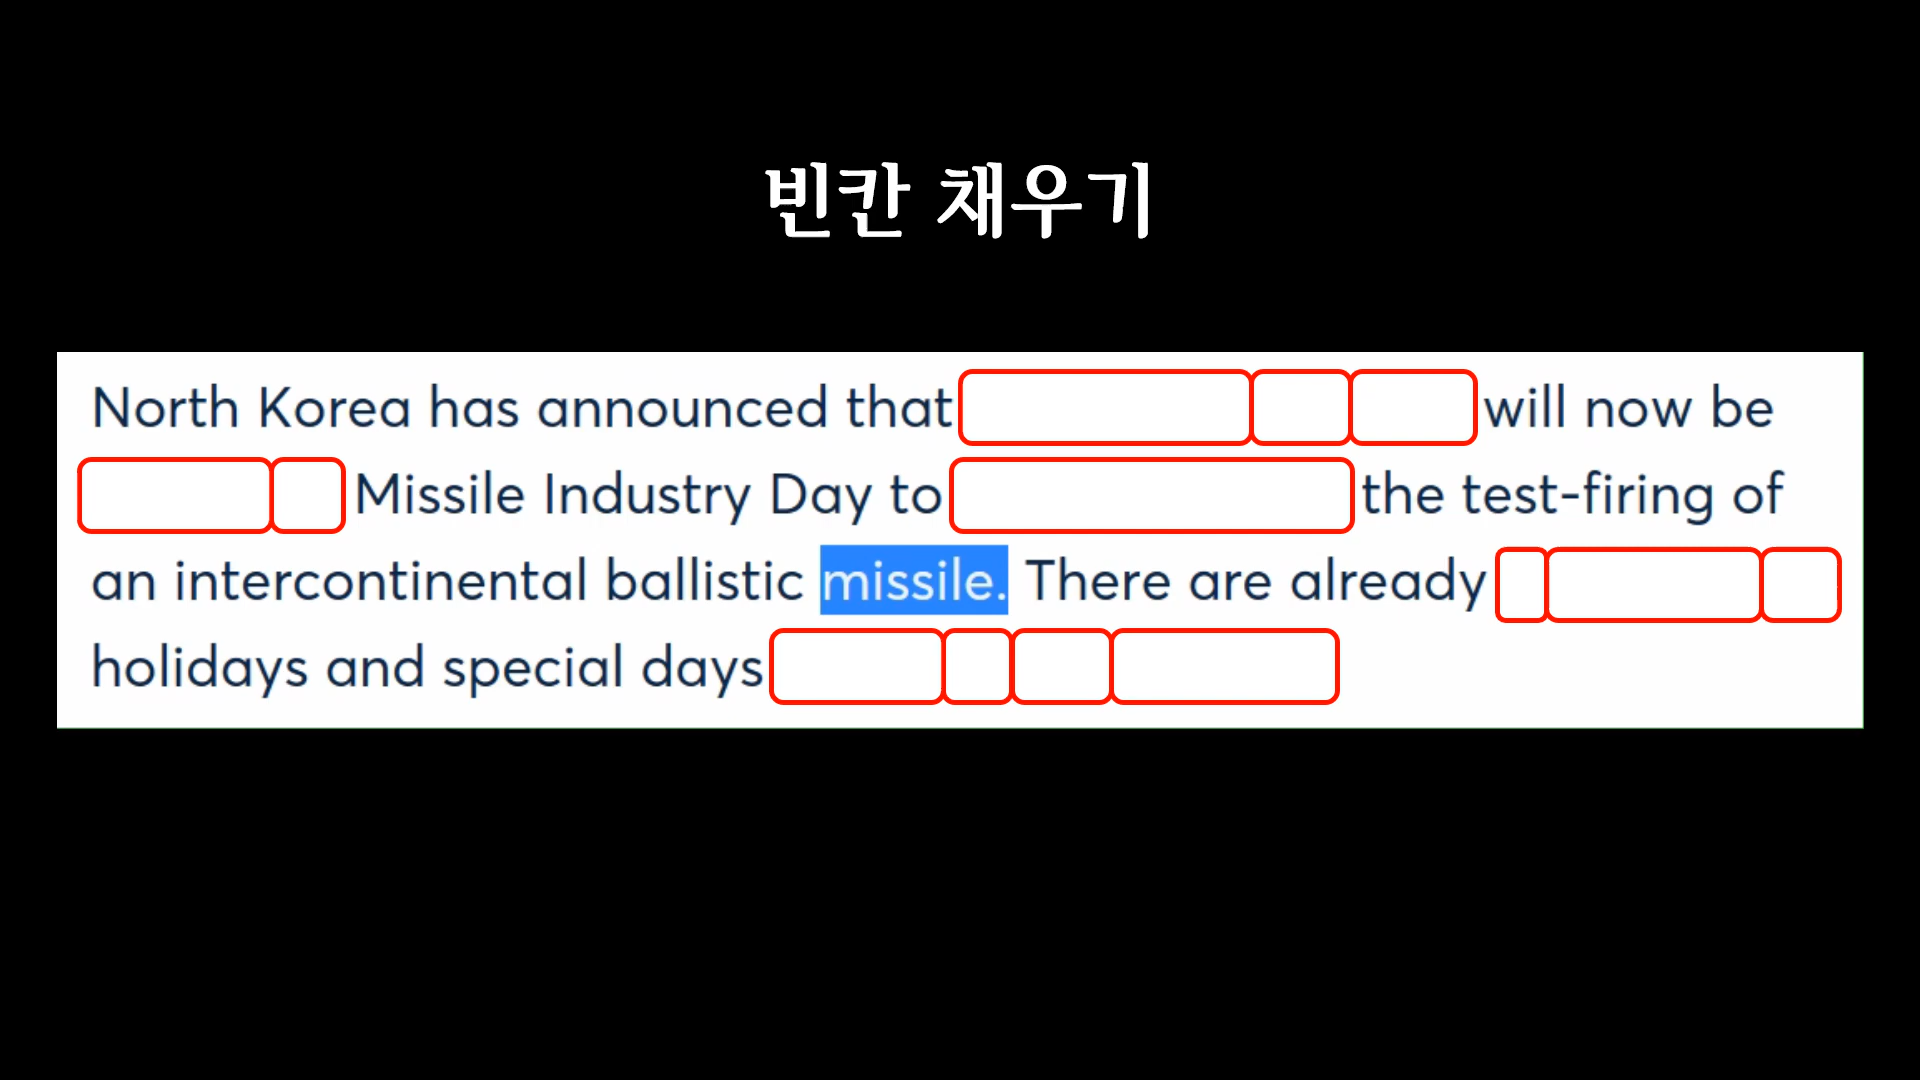 빈칸 채우기
North Korea has announced that will now be
Missile Industry Day to the test-firing of
an intercontinental ballistic missile. There are already
holidays and special days